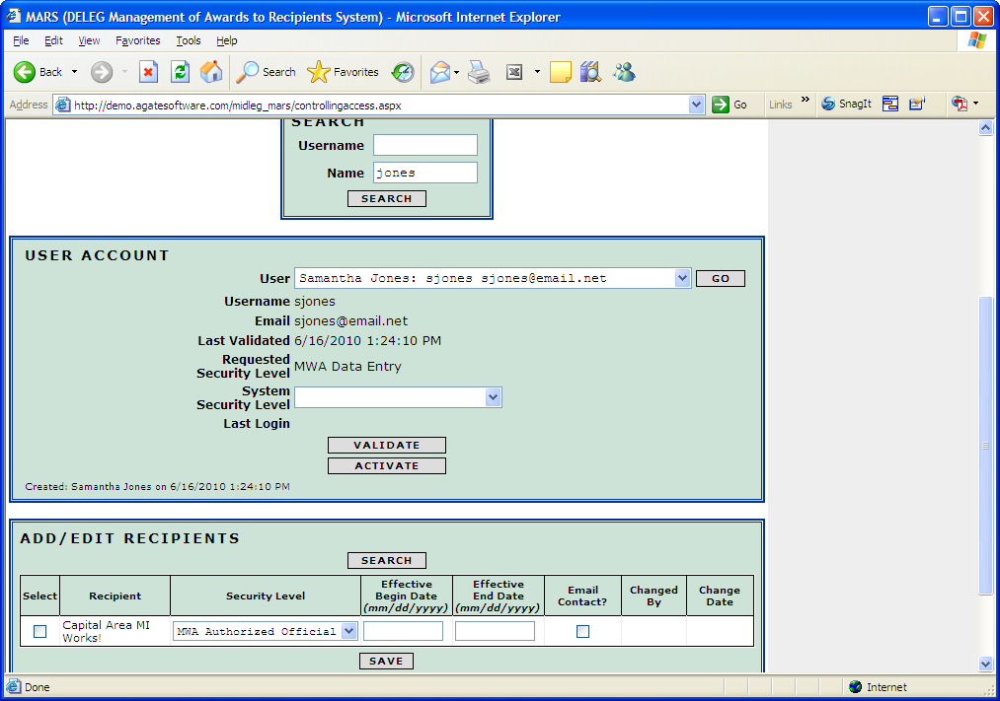 MARS (DELEG Management of Awards to Recipients System) - Microsoft Internet Explorer
File Edit View Favorites Tools Help
Back Search Favorites
Address http://demo.agatesoftware.com/midleg_mars/controllingaccess.aspx Go Links » SnagIt
SEARCH
Username
Name jones
SEARCH
USER ACCOUNT
User Samantha Jones: sjones sjones@email.net GO
Username sjones
Email sjones@email.net
Last Validated 6/16/2010 1:24:10 PM
Requested
Security Level MWA Data Entry
System
Security Level
Last Login
VALIDATE
ACTIVATE
Created: Samantha Jones on 6/16/2010 1:24:10 PM
ADD/EDIT RECIPIENTS
SEARCH
Select Recipient Security Level Effective Begin Date (mm/dd/yyyy) Effective End Date (mm/dd/yyyy) Email Contact? Changed By Change Date
Capital Area MI Works! MWA Authorized Official
SAVE
Done Internet